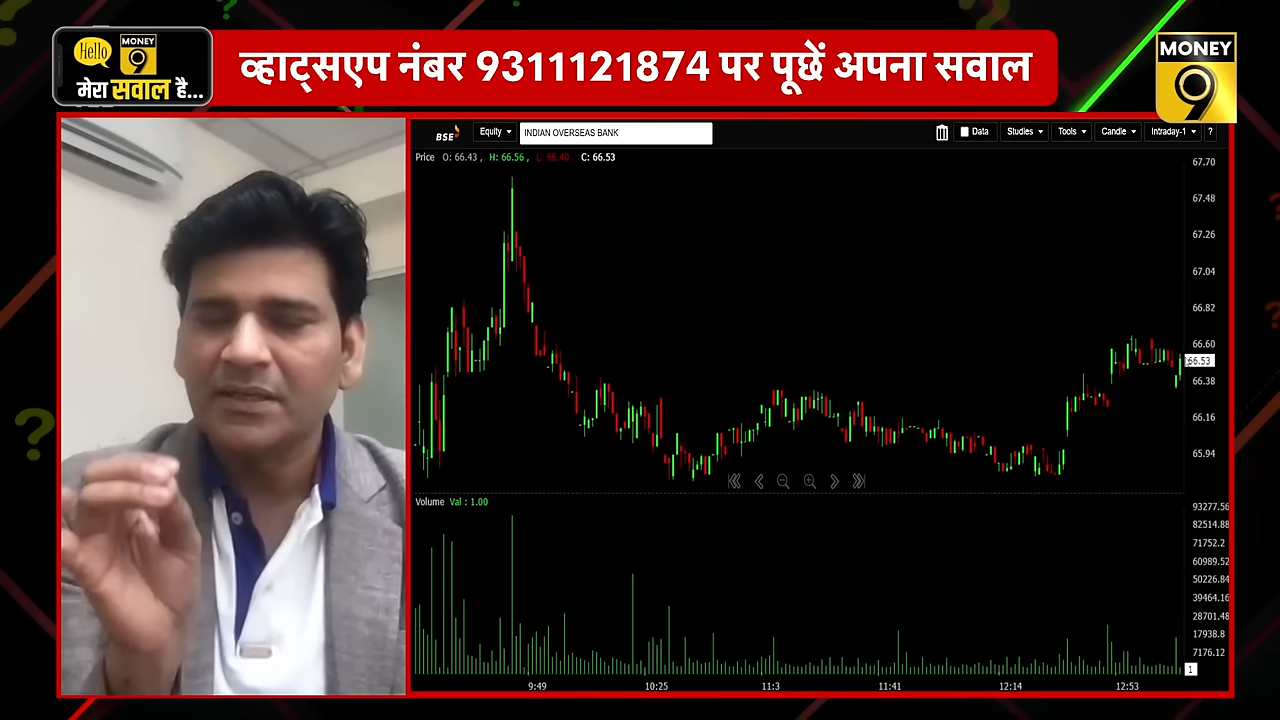 Hello
MONEY
9
मेरा सवाल है...
व्हाट्सएप नंबर 9311121874 पर पूछें अपना सवाल
MONEY
9
BSE
Equity
INDIAN OVERSEAS BANK
Data
Studies
Tools
Candle
Intraday-1
?
Price O: 66.43 , H: 66.56 , L: 66.40 C: 66.53
67.70
67.48
67.26
67.04
66.82
66.60
66.53
66.38
66.16
65.94
Volume Val : 1.00
93277.56
82514.88
71752.2
60989.52
50226.84
39464.16
28701.48
17938.8
7176.12
1
9:49 10:25 11:3 11:41 12:14 12:53